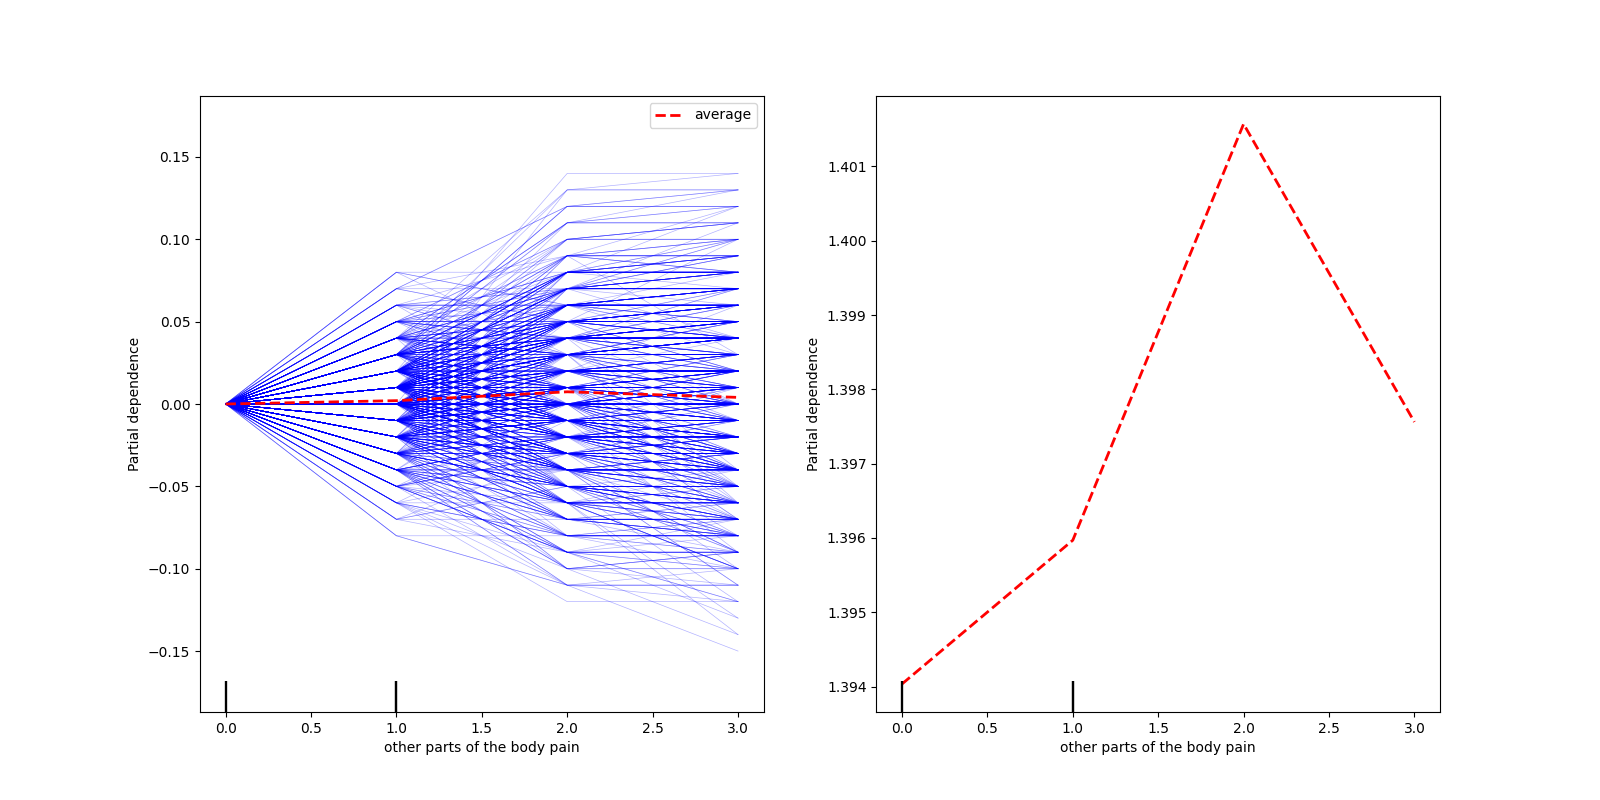 average
0.15
0.10
0.05
0.00
−0.05
−0.10
−0.15
Partial dependence
0.0 0.5 1.0 1.5 2.0 2.5 3.0
other parts of the body pain
1.401
1.400
1.399
1.398
1.397
1.396
1.395
1.394
Partial dependence
0.0 0.5 1.0 1.5 2.0 2.5 3.0
other parts of the body pain